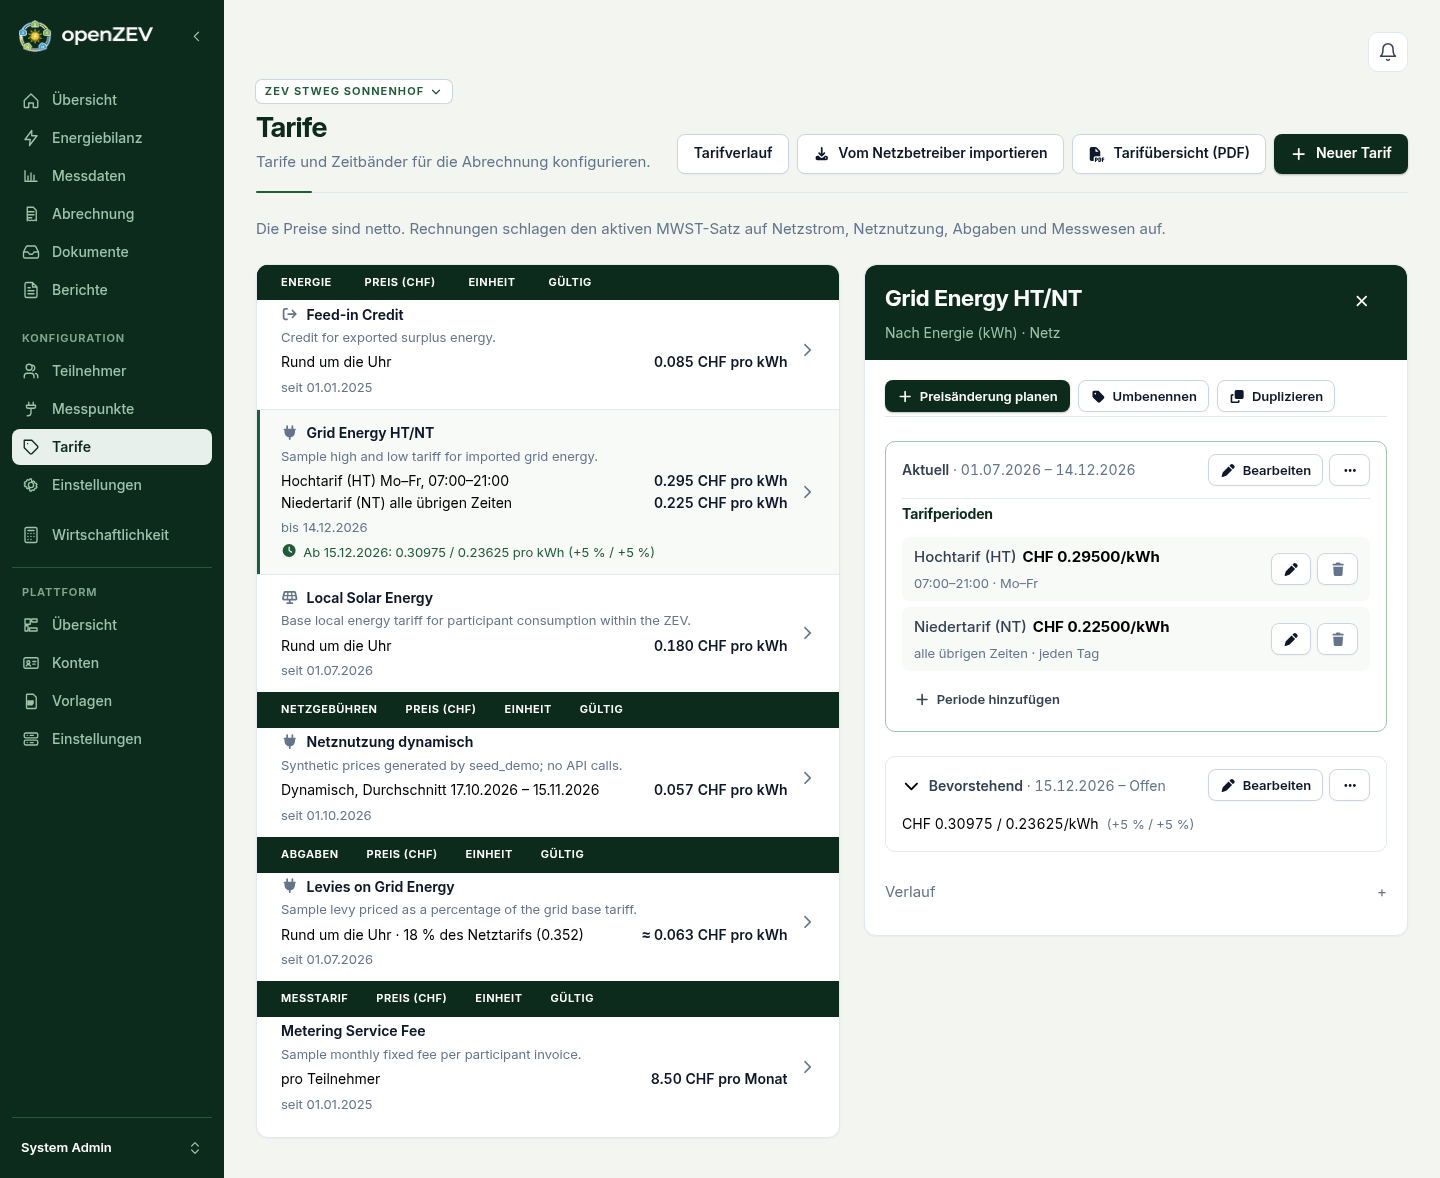 openZEV
Übersicht
Energiebilanz
Messdaten
Abrechnung
Dokumente
Berichte
KONFIGURATION
Teilnehmer
Messpunkte
Tarife
Einstellungen
Wirtschaftlichkeit
PLATTFORM
Übersicht
Konten
Vorlagen
Einstellungen
System Admin
ZEV STWEG SONNENHOF
Tarife
Tarife und Zeitbänder für die Abrechnung konfigurieren.
Tarifverlauf
Vom Netzbetreiber importieren
Tarifübersicht (PDF)
Neuer Tarif
Die Preise sind netto. Rechnungen schlagen den aktiven MWST-Satz auf Netzstrom, Netznutzung, Abgaben und Messwesen auf.
ENERGIE PREIS (CHF) EINHEIT GÜLTIG
Feed-in Credit
Credit for exported surplus energy.
Rund um die Uhr 0.085 CHF pro kWh
seit 01.01.2025
Grid Energy HT/NT
Sample high and low tariff for imported grid energy.
Hochtarif (HT) Mo–Fr, 07:00–21:00 0.295 CHF pro kWh
Niedertarif (NT) alle übrigen Zeiten 0.225 CHF pro kWh
bis 14.12.2026
Ab 15.12.2026: 0.30975 / 0.23625 pro kWh (+5 % / +5 %)
Local Solar Energy
Base local energy tariff for participant consumption within the ZEV.
Rund um die Uhr 0.180 CHF pro kWh
seit 01.07.2026
NETZGEBÜHREN PREIS (CHF) EINHEIT GÜLTIG
Netznutzung dynamisch
Synthetic prices generated by seed_demo; no API calls.
Dynamisch, Durchschnitt 17.10.2026 – 15.11.2026 0.057 CHF pro kWh
seit 01.10.2026
ABGABEN PREIS (CHF) EINHEIT GÜLTIG
Levies on Grid Energy
Sample levy priced as a percentage of the grid base tariff.
Rund um die Uhr · 18 % des Netztarifs (0.352) ≈ 0.063 CHF pro kWh
seit 01.07.2026
MESSTARIF PREIS (CHF) EINHEIT GÜLTIG
Metering Service Fee
Sample monthly fixed fee per participant invoice.
pro Teilnehmer 8.50 CHF pro Monat
seit 01.01.2025
Grid Energy HT/NT
Nach Energie (kWh) · Netz
Preisänderung planen
Umbenennen
Duplizieren
Aktuell · 01.07.2026 – 14.12.2026
Bearbeiten
Tarifperioden
Hochtarif (HT) CHF 0.29500/kWh
07:00–21:00 · Mo–Fr
Niedertarif (NT) CHF 0.22500/kWh
alle übrigen Zeiten · jeden Tag
Periode hinzufügen
Bevorstehend · 15.12.2026 – Offen
Bearbeiten
CHF 0.30975 / 0.23625/kWh (+5 % / +5 %)
Verlauf +